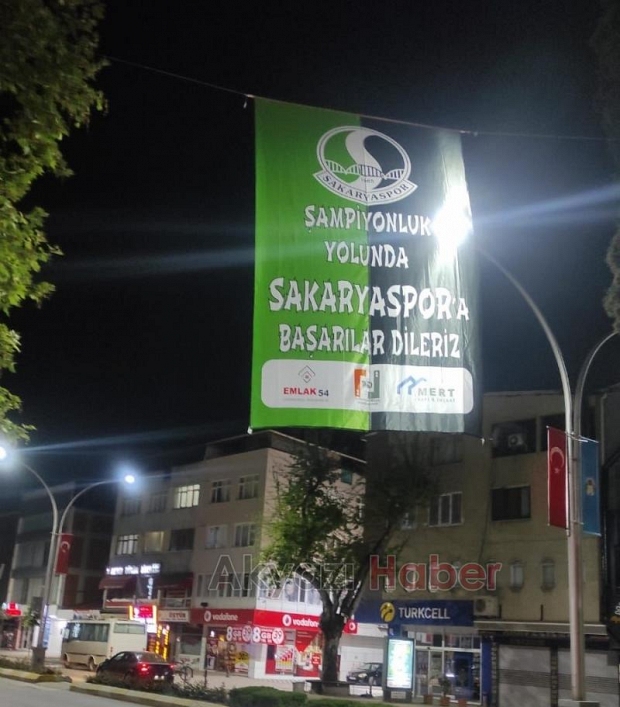 SAKARYASPOR
ŞAMPİYONLUK
YOLUNDA
SAKARYASPOR'A
BAŞARILAR DİLERİZ
EMLAK 54
MERT
Akyazı Haber
vodafone
vodafone
TURKCELL